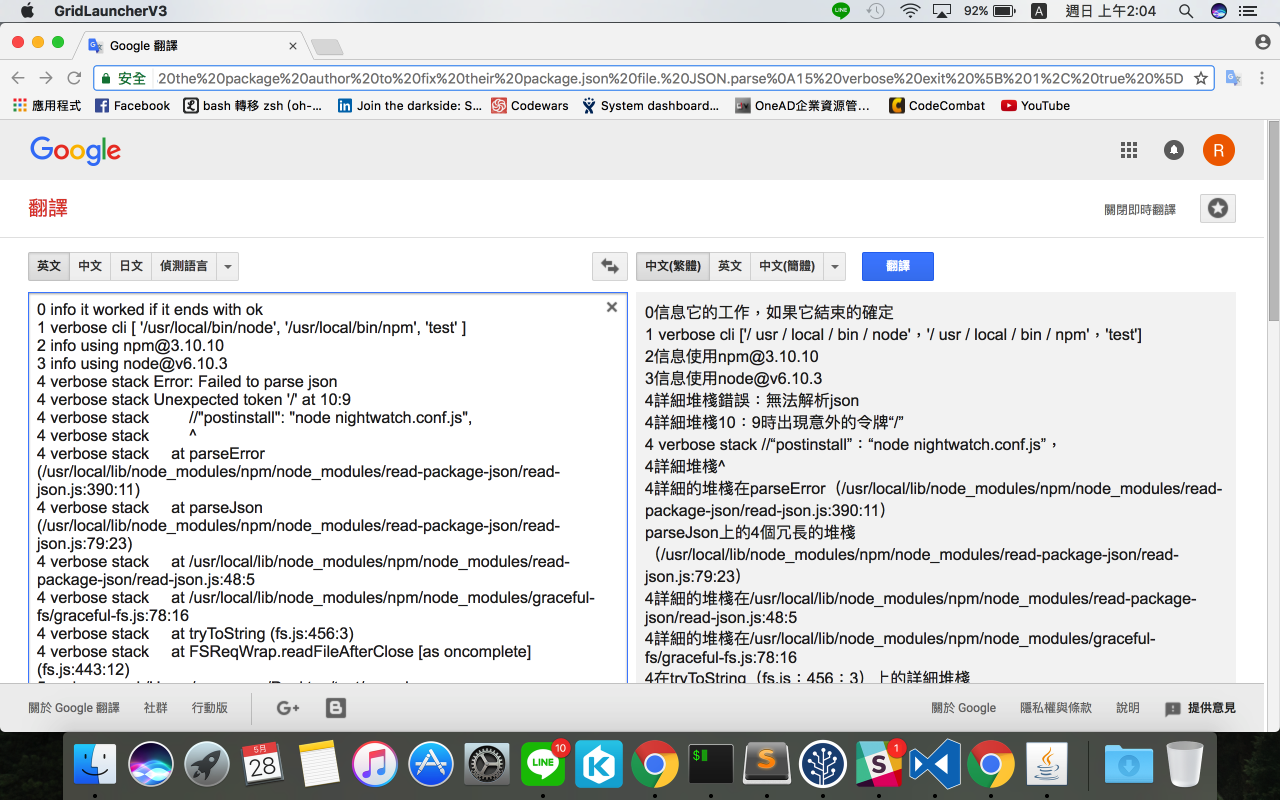 GridLauncherV3
LINE
92%
A
週日 上午2:04
Google 翻譯
安全
20the%20package%20author%20to%20fix%20their%20package.json%20file.%20JSON.parse%0A15%20verbose%20exit%20%5B%201%2C%20true%20%5D
應用程式
Facebook
bash 轉移 zsh (oh-...
Join the darkside: S...
Codewars
System dashboard...
OneAD企業資源管...
CodeCombat
YouTube
Google
R
翻譯
關閉即時翻譯
英文
中文
日文
偵測語言
中文(繁體)
英文
中文(簡體)
翻譯
0 info it worked if it ends with ok
1 verbose cli [ '/usr/local/bin/node', '/usr/local/bin/npm', 'test' ]
2 info using npm@3.10.10
3 info using node@v6.10.3
4 verbose stack Error: Failed to parse json
4 verbose stack Unexpected token '/' at 10:9
4 verbose stack         //"postinstall": "node nightwatch.conf.js",
4 verbose stack         ^
4 verbose stack     at parseError
(/usr/local/lib/node_modules/npm/node_modules/read-package-json/read-
json.js:390:11)
4 verbose stack     at parseJson
(/usr/local/lib/node_modules/npm/node_modules/read-package-json/read-
json.js:79:23)
4 verbose stack     at /usr/local/lib/node_modules/npm/node_modules/read-
package-json/read-json.js:48:5
4 verbose stack     at /usr/local/lib/node_modules/npm/node_modules/graceful-
fs/graceful-fs.js:78:16
4 verbose stack     at tryToString (fs.js:456:3)
4 verbose stack     at FSReqWrap.readFileAfterClose [as oncomplete]
(fs.js:443:12)
0信息它的工作，如果它結束的確定
1 verbose cli ['/ usr / local / bin / node'，'/ usr / local / bin / npm'，'test']
2信息使用npm@3.10.10
3信息使用node@v6.10.3
4詳細堆棧錯誤：無法解析json
4詳細堆棧10：9時出現意外的令牌“/”
4 verbose stack //“postinstall”：“node nightwatch.conf.js”，
4詳細堆棧^
4詳細的堆棧在parseError（/usr/local/lib/node_modules/npm/node_modules/read-
package-json/read-json.js:390:11）
parseJson上的4個冗長的堆棧
（/usr/local/lib/node_modules/npm/node_modules/read-package-json/read-
json.js:79:23）
4詳細的堆棧在/usr/local/lib/node_modules/npm/node_modules/read-package-
json/read-json.js:48:5
4詳細的堆棧在/usr/local/lib/node_modules/npm/node_modules/graceful-
fs/graceful-fs.js:78:16
4在tryToString（fs.js：456：3）上的詳細堆棧
關於 Google 翻譯
社群
行動版
G+
B
關於 Google
隱私權與條款
說明
提供意見
5月
28
LINE
10
K
$
S
S
1